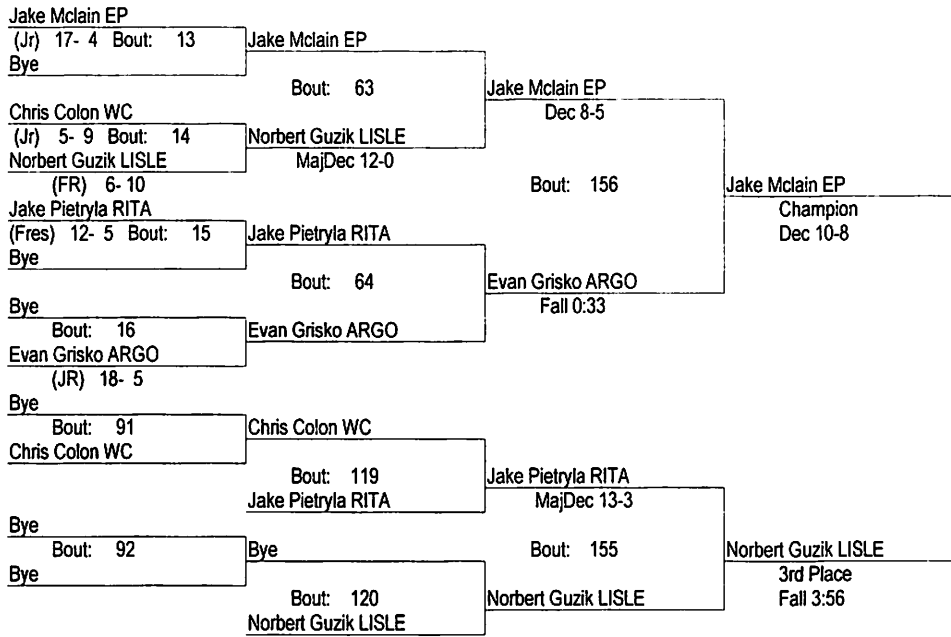 Jake Mclain EP
(Jr) 17- 4 Bout: 13
Bye
Jake Mclain EP
Bout: 63
Chris Colon WC
(Jr) 5- 9 Bout: 14
Norbert Guzik LISLE
(FR) 6- 10
Norbert Guzik LISLE
MajDec 12-0
Jake Mclain EP
Dec 8-5
Bout: 156
Jake Pietryla RITA
(Fres) 12- 5 Bout: 15
Bye
Jake Pietryla RITA
Bout: 64
Bye
Bout: 16
Evan Grisko ARGO
(JR) 18- 5
Evan Grisko ARGO
Evan Grisko ARGO
Fall 0:33
Jake Mclain EP
Champion
Dec 10-8
Bye
Bout: 91
Chris Colon WC
Chris Colon WC
Bout: 119
Jake Pietryla RITA
Jake Pietryla RITA
MajDec 13-3
Bout: 155
Bye
Bout: 92
Bye
Bye
Bout: 120
Norbert Guzik LISLE
Norbert Guzik LISLE
Norbert Guzik LISLE
3rd Place
Fall 3:56